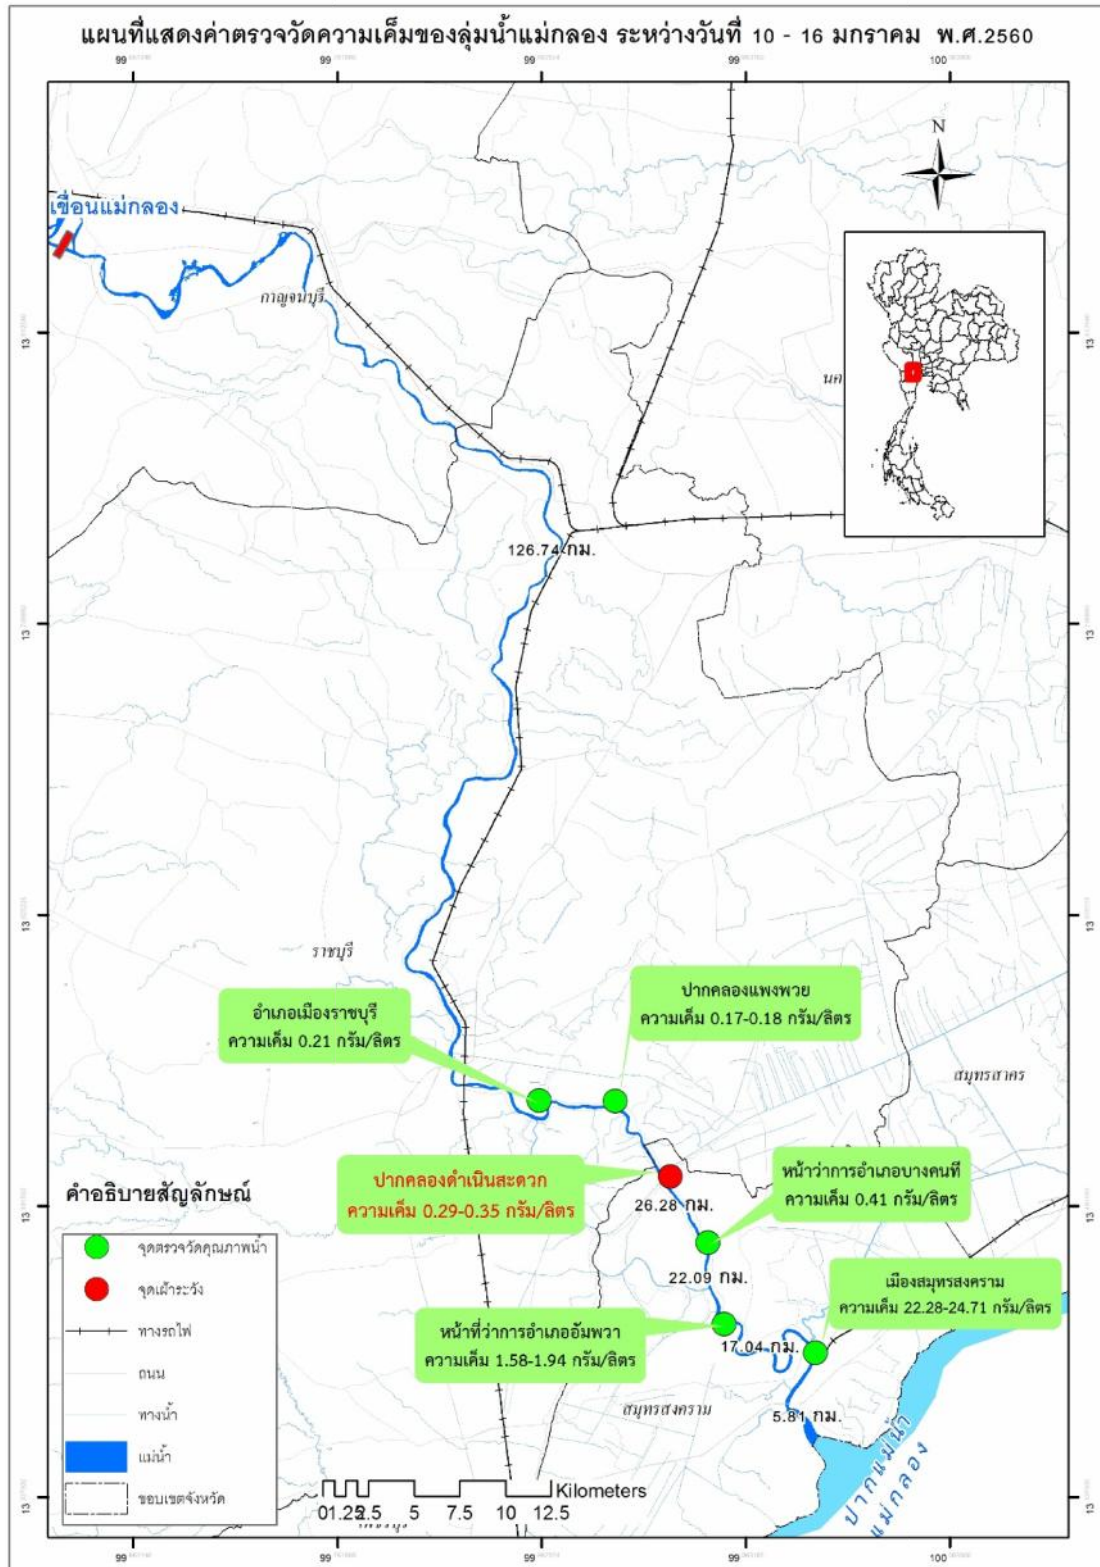 แผนที่แสดงค่าตรวจวัดความเค็มของลุ่มน้ำแม่กลอง ระหว่างวันที่ 10 - 16 มกราคม พ.ศ.2560
N
เขื่อนแม่กลอง
กาญจนบุรี
นค
126.74 กม.
ราชบุรี
ปากคลองแพงพวย
ความเค็ม 0.17-0.18 กรัม/ลิตร
อำเภอเมืองราชบุรี
ความเค็ม 0.21 กรัม/ลิตร
สมุทรสาคร
ปากคลองดำเนินสะดวก
ความเค็ม 0.29-0.35 กรัม/ลิตร
หน้าว่าการอำเภอบางคนที
ความเค็ม 0.41 กรัม/ลิตร
26.28 กม.
22.09 กม.
เมืองสมุทรสงคราม
ความเค็ม 22.28-24.71 กรัม/ลิตร
หน้าที่ว่าการอำเภออัมพวา
ความเค็ม 1.58-1.94 กรัม/ลิตร
17.04 กม.
สมุทรสงคราม
5.81 กม.
ปากแม่น้ำ
แม่กลอง
คำอธิบายสัญลักษณ์
จุดตรวจวัดคุณภาพน้ำ
จุดเฝ้าระวัง
ทางรถไฟ
ถนน
ทางน้ำ
แม่น้ำ
ขอบเขตจังหวัด
Kilometers
01.252.5 5 7.5 10 12.5